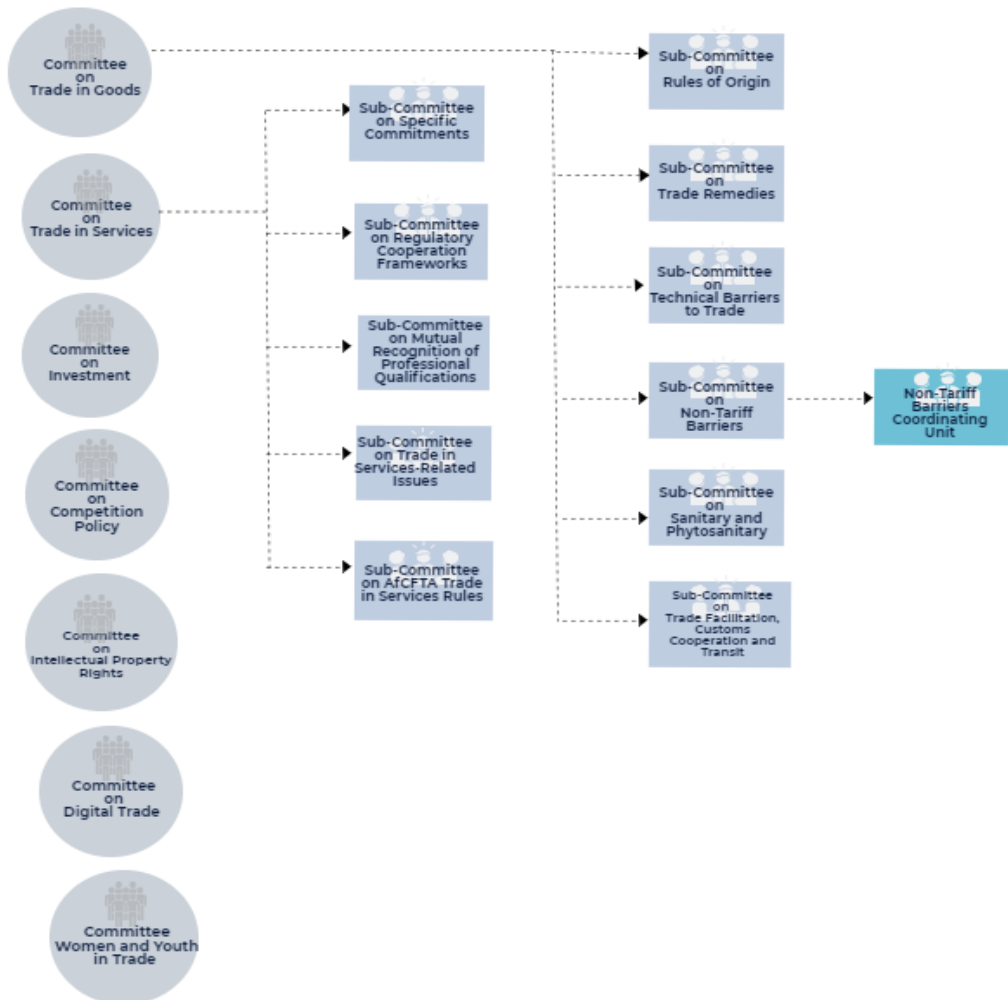 Committee
on
Trade in Goods
Committee
on
Trade in Services
Committee
on
Investment
Committee
on
Competition
Policy
Committee
on
Intellectual Property
Rights
Committee
on
Digital Trade
Committee
Women and Youth
in Trade
Sub-Committee
on Specific
Commitments
Sub-Committee
on Regulatory
Cooperation
Frameworks
Sub-Committee
on Mutual
Recognition of
Professional
Qualifications
Sub-Committee
on Trade in
Services-Related
Issues
Sub-Committee
on AfCFTA Trade
in Services Rules
Sub-Committee
on
Rules of Origin
Sub-Committee
on
Trade Remedies
Sub-Committee
on
Technical Barriers
to Trade
Sub-Committee
on
Non-Tariff
Barriers
Sub-Committee
on
Sanitary and
Phytosanitary
Sub-Committee
on
Trade Facilitation,
Customs
Cooperation and
Transit
Non-Tariff
Barriers
Coordinating
Unit